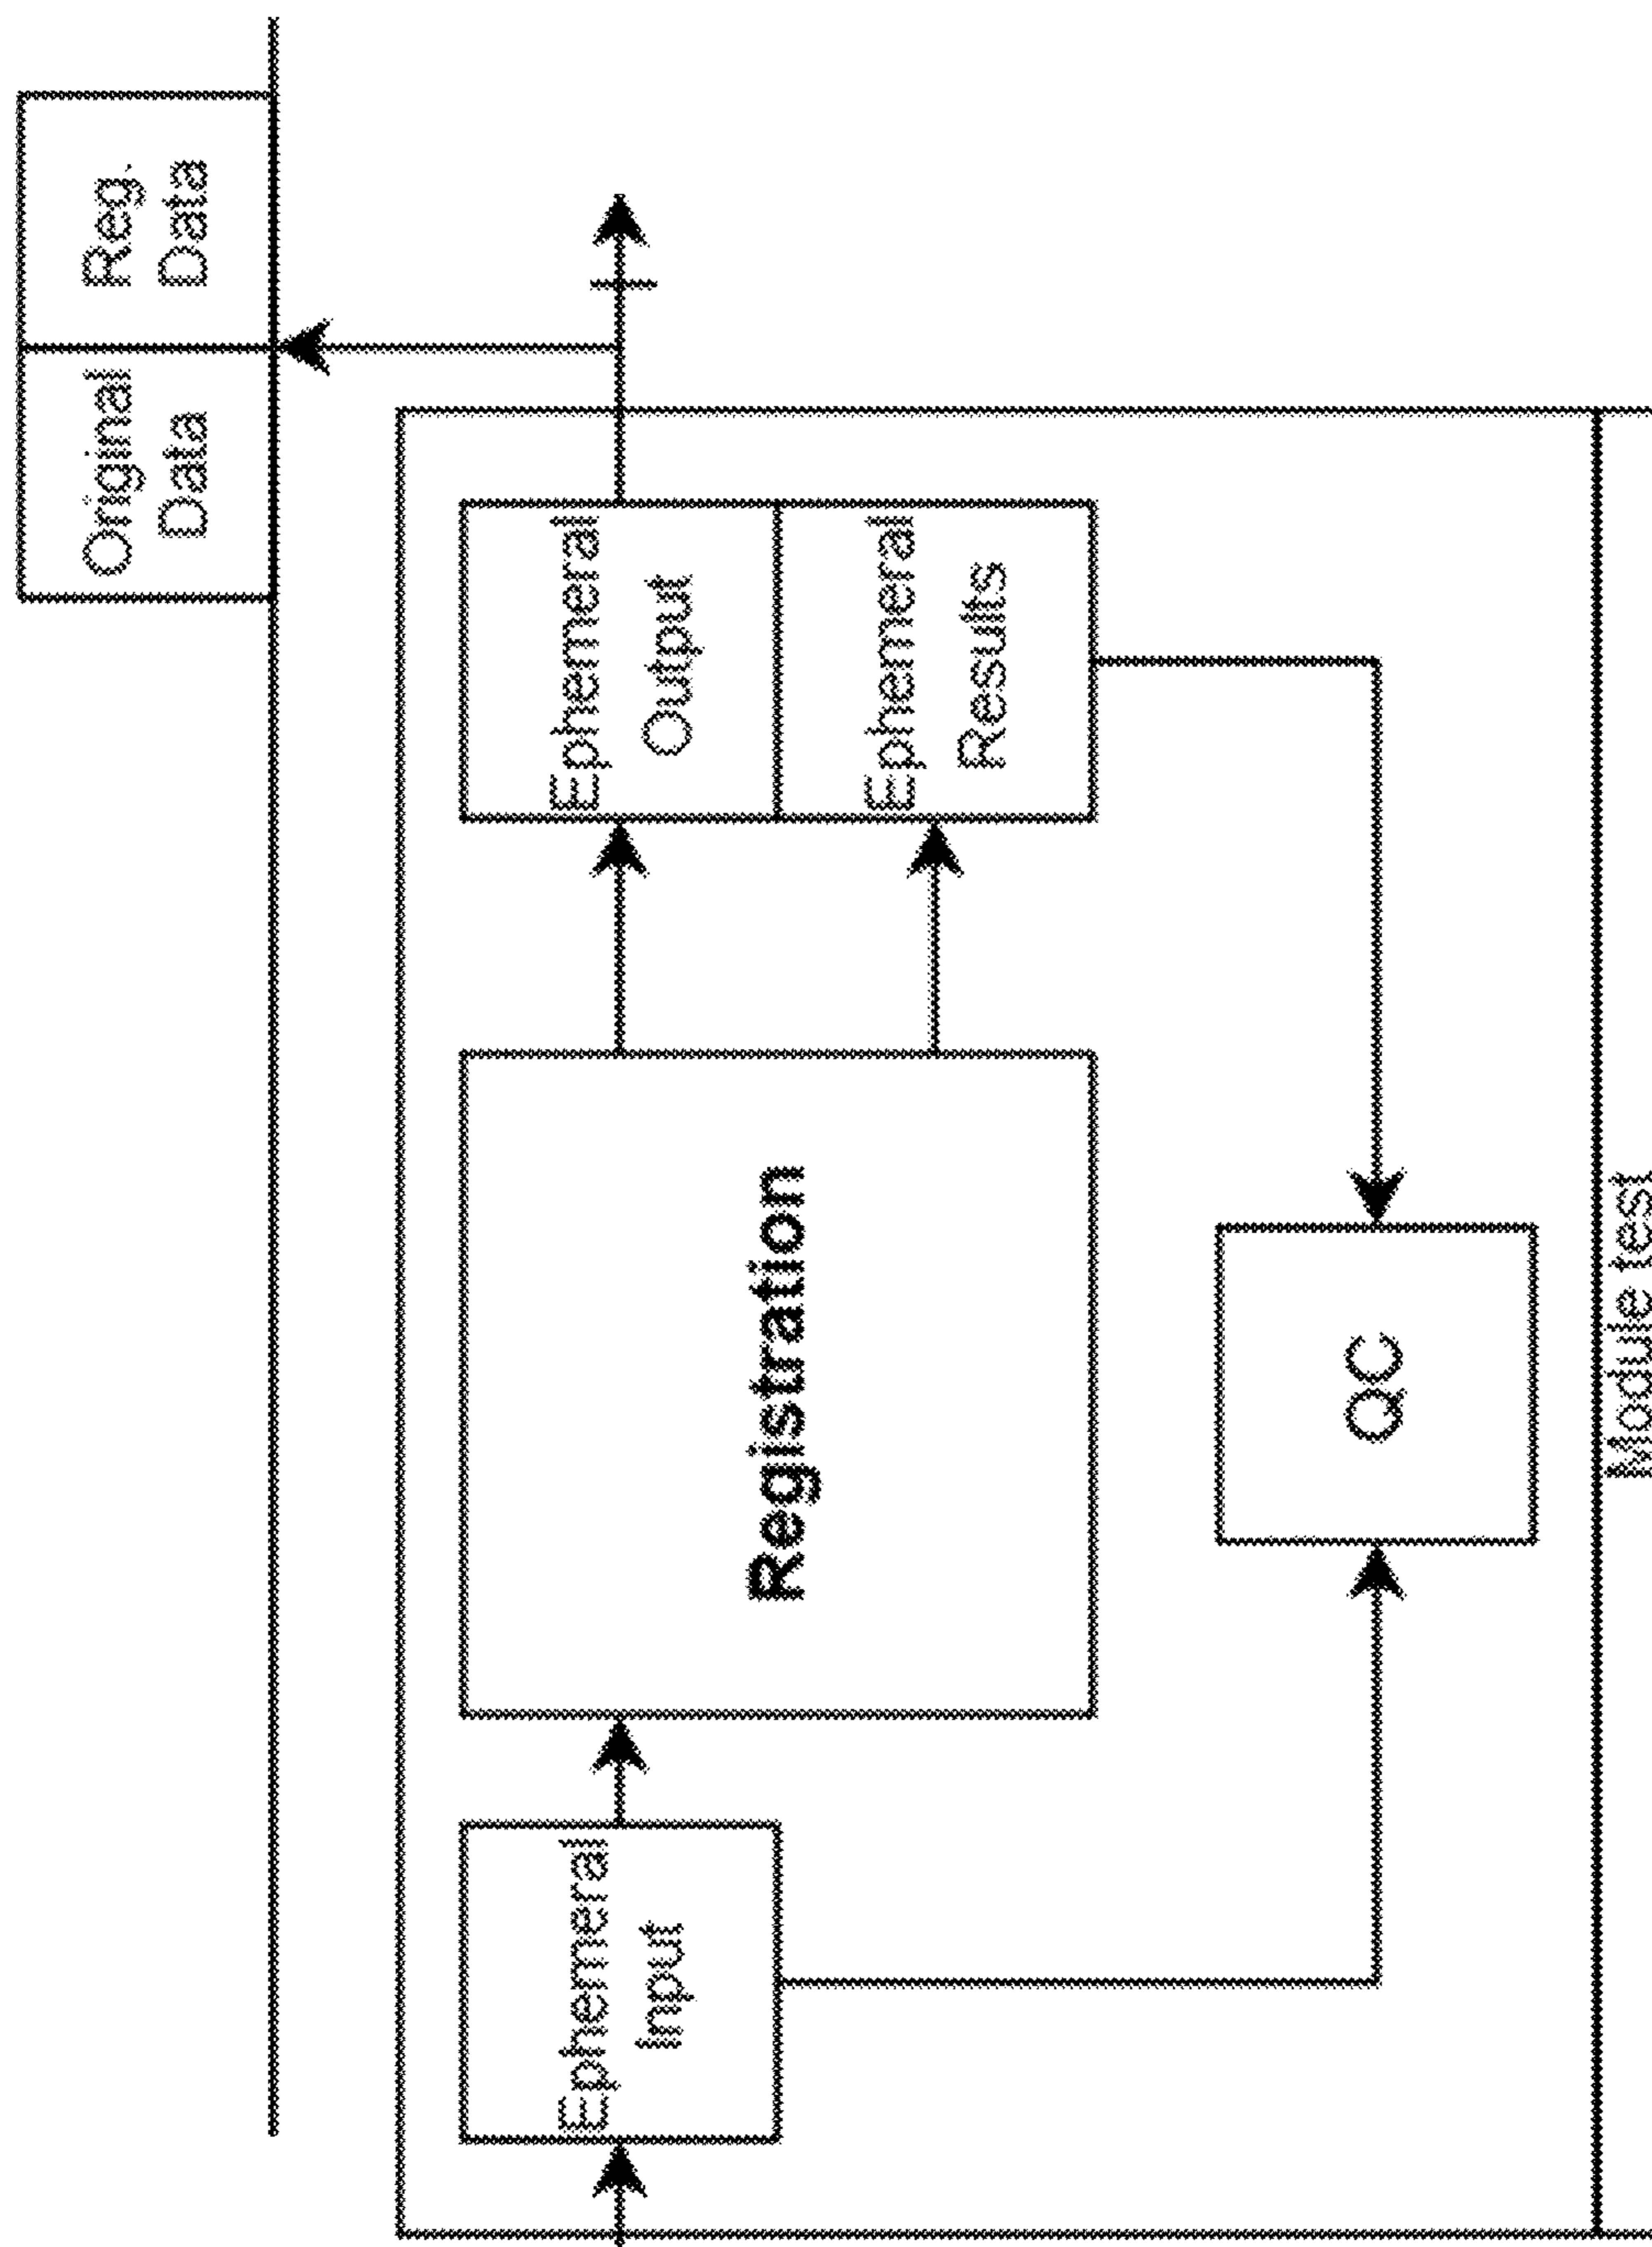 Original
Data
Reg.
Data
Ephemeral
Input
Registration
Ephemeral
Output
Ephemeral
Results
QC
Module test